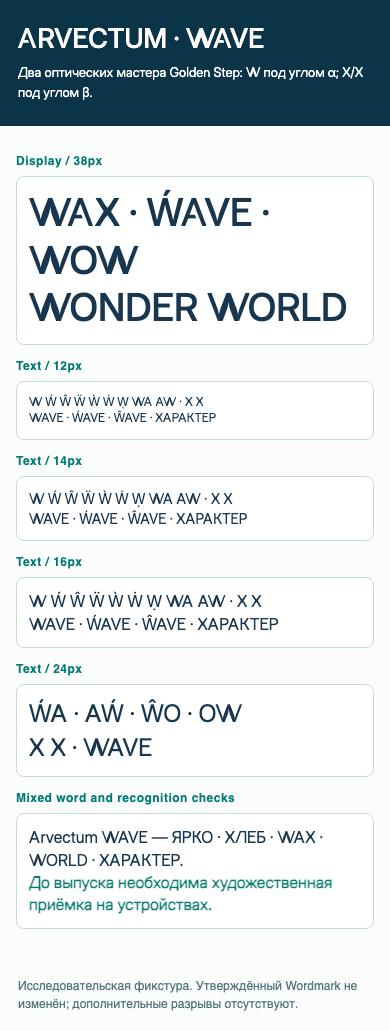 ARVECTUM · WAVE
Два оптических мастера Golden Step: W под углом α; X/Х
под углом β.
Display / 38px
WAX · ẂAVE ·
WOW
WONDER WORLD
Text / 12px
W Ẃ Ŵ Ẅ Ẁ Ẇ Ẉ WA AW · X Х
WAVE · ẂAVE · ŴAVE · ХАРАКТЕР
Text / 14px
W Ẃ Ŵ Ẅ Ẁ Ẇ Ẉ WA AW · X Х
WAVE · ẂAVE · ŴAVE · ХАРАКТЕР
Text / 16px
W Ẃ Ŵ Ẅ Ẁ Ẇ Ẉ WA AW · X Х
WAVE · ẂAVE · ŴAVE · ХАРАКТЕР
Text / 24px
ẂA · AẂ · ŴO · OW
X Х · WAVE
Mixed word and recognition checks
Arvectum WAVE — ЯРКО · ХЛЕБ · WAX ·
WORLD · ХАРАКТЕР.
До выпуска необходима художественная
приёмка на устройствах.
Исследовательская фикстура. Утверждённый Wordmark не
изменён; дополнительные разрывы отсутствуют.